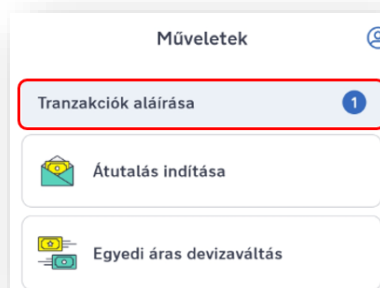 Műveletek
Tranzakciók aláírása 1
Átutalás indítása
Egyedi áras devizaváltás